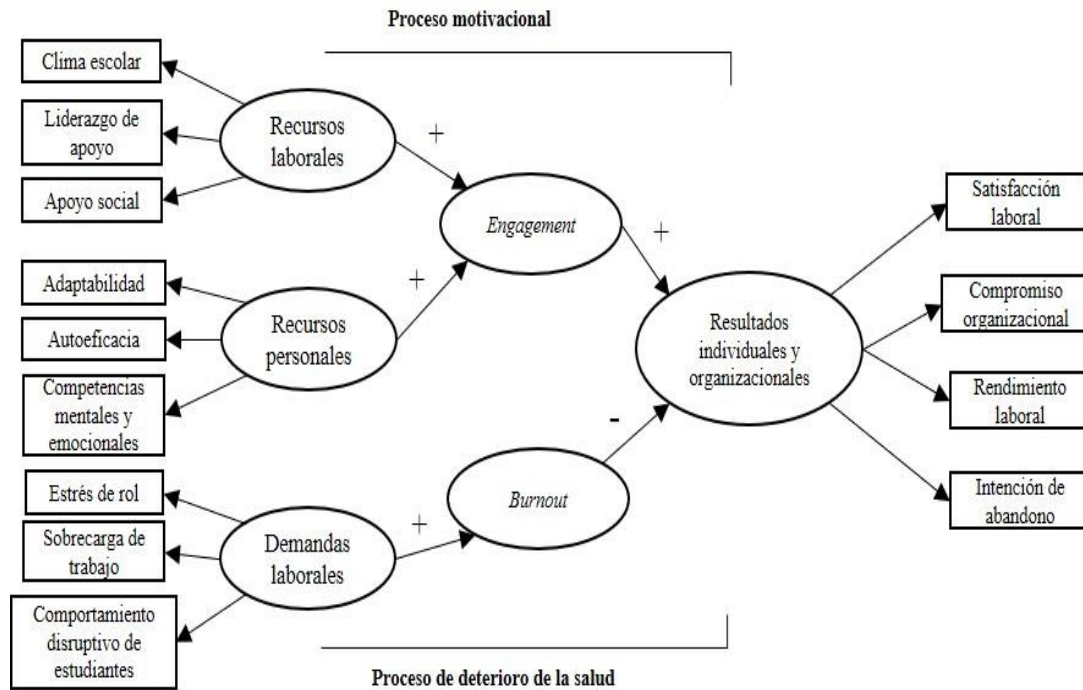 Proceso motivacional
Clima escolar
Liderazgo de
apoyo
Apoyo social
Recursos
laborales
+
Engagement
+
Adaptabilidad
Autoeficacia
Competencias
mentales y
emocionales
Recursos
personales
+
Estrés de rol
Sobrecarga de
trabajo
Comportamiento
disruptivo de
estudiantes
Demandas
laborales
+
Burnout
-
Resultados
individuales y
organizacionales
Satisfacción
laboral
Compromiso
organizacional
Rendimiento
laboral
Intención de
abandono
Proceso de deterioro de la salud